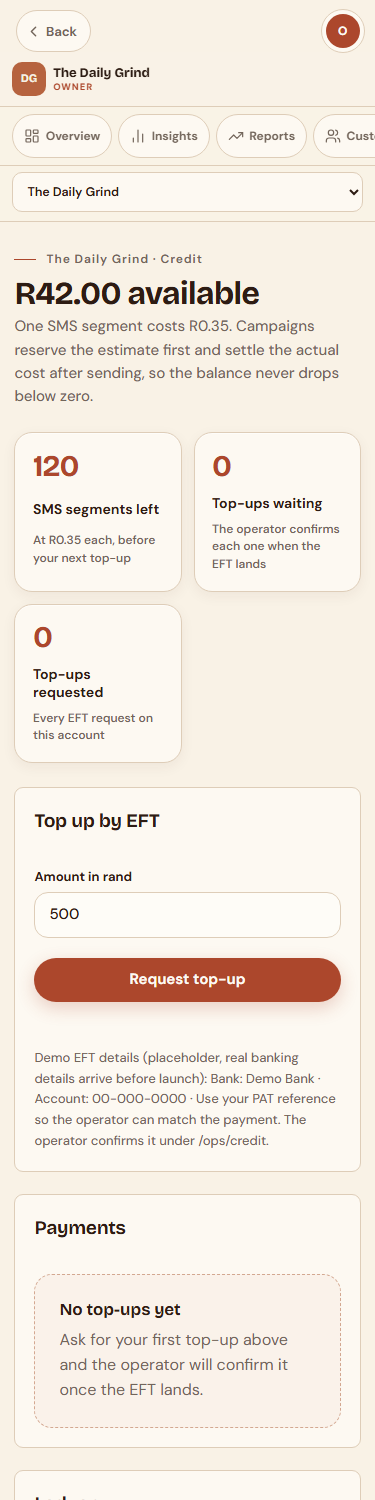 Back
O
DG
The Daily Grind
OWNER
Overview
Insights
Reports
The Daily Grind
The Daily Grind · Credit
R42.00 available
One SMS segment costs R0.35. Campaigns
reserve the estimate first and settle the actual
cost after sending, so the balance never drops
below zero.
120
SMS segments left
At R0.35 each, before
your next top-up
0
Top-ups waiting
The operator confirms
each one when the
EFT lands
0
Top-ups
requested
Every EFT request on
this account
Top up by EFT
Amount in rand
500
Request top-up
Demo EFT details (placeholder, real banking
details arrive before launch): Bank: Demo Bank ·
Account: 00-000-0000 · Use your PAT reference
so the operator can match the payment. The
operator confirms it under /ops/credit.
Payments
No top-ups yet
Ask for your first top-up above
and the operator will confirm it
once the EFT lands.